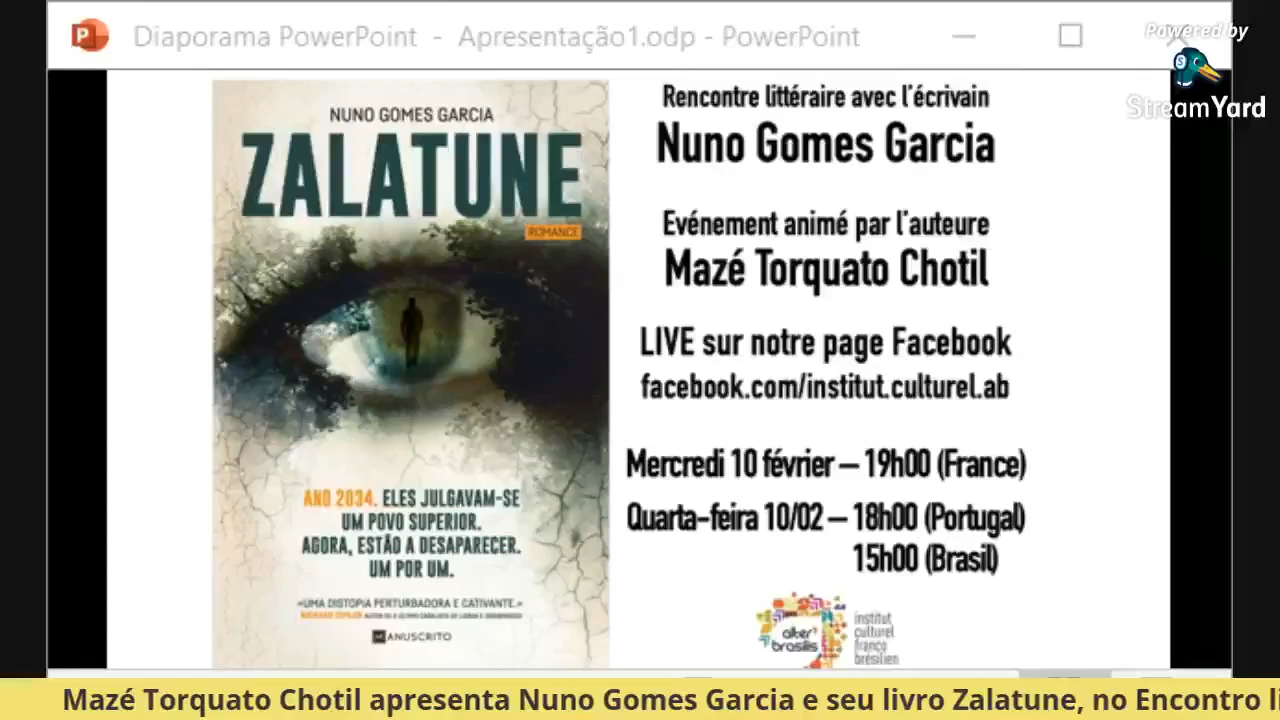 Diaporama PowerPoint - Apresentação1.odp - PowerPoint
Powered by
StreamYard
NUNO GOMES GARCIA
ZALATUNE
ROMANCE
ANO 2034. ELES JULGAVAM-SE
UM POVO SUPERIOR.
AGORA, ESTÃO A DESAPARECER.
UM POR UM.
«UMA DISTOPIA PERTURBADORA E CATIVANTE.»
MANUSCRITO
Rencontre littéraire avec l'écrivain
Nuno Gomes Garcia
Evénement animé par l'auteure
Mazé Torquato Chotil
LIVE sur notre page Facebook
facebook.com/institut.culturel.ab
Mercredi 10 février – 19h00 (France)
Quarta-feira 10/02 – 18h00 (Portugal)
15h00 (Brasil)
alter'
brasilis
institut
culturel
franco
brésilien
Mazé Torquato Chotil apresenta Nuno Gomes Garcia e seu livro Zalatune, no Encontro li